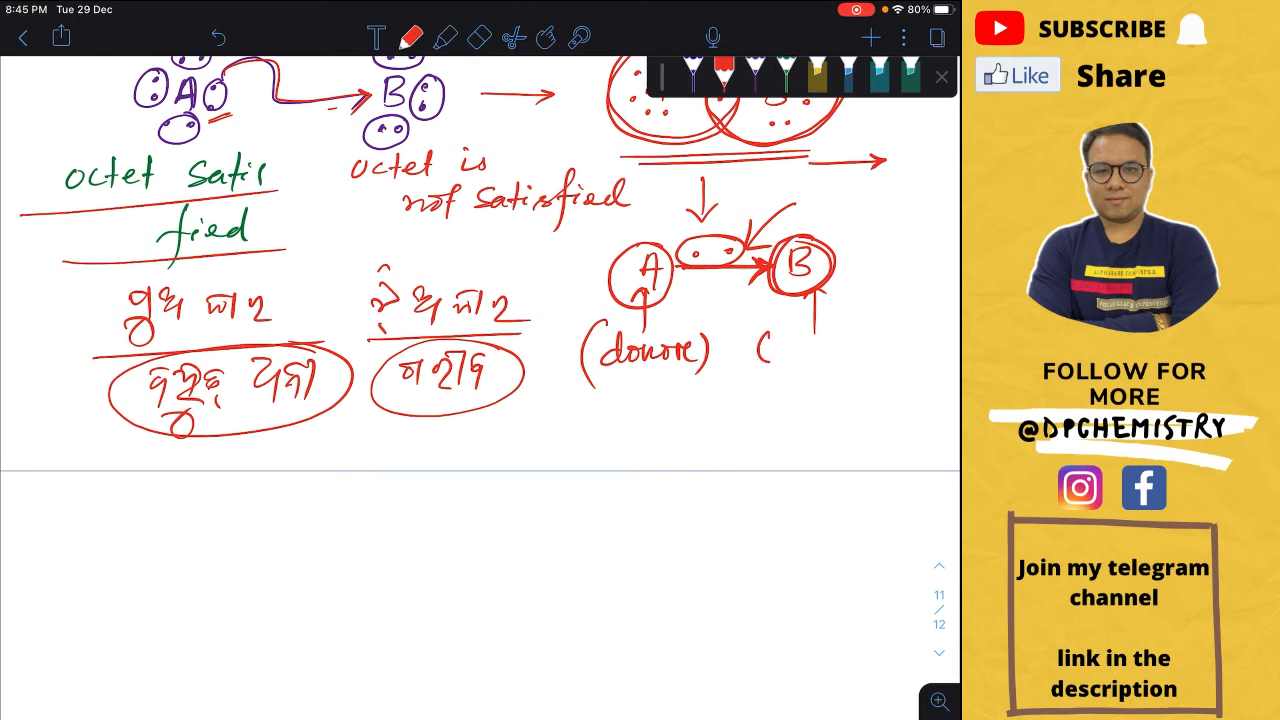 8:45 PM Tue 29 Dec
80%
T
A
B
octet Satis
fied
octet is
not satisfied
A
B
(donore)
(
ଗରୀବ
11
12
SUBSCRIBE
Like
Share
FOLLOW FOR
MORE
@DPCHEMISTRY
Join my telegram
channel
link in the
description